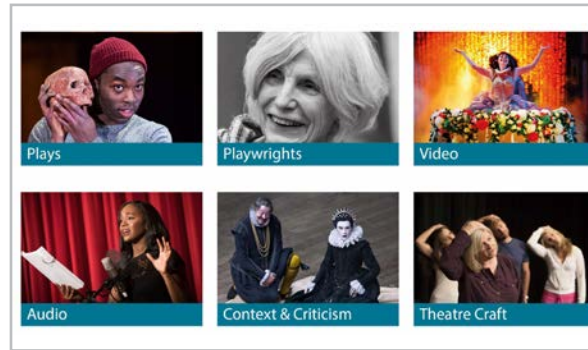 Plays
Playwrights
Video
Audio
Context & Criticism
Theatre Craft